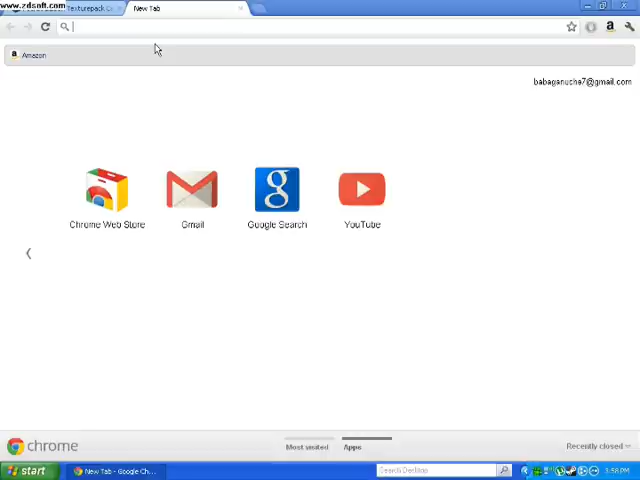 www.zdsoft.com
Texturepack
New Tab
Amazon
babaganucha7@gmail.com
Chrome Web Store
Gmail
Google Search
YouTube
chrome
Most visited
Apps
Recently closed
start
New Tab - Google Ch...
Search Desktop
3:58 PM